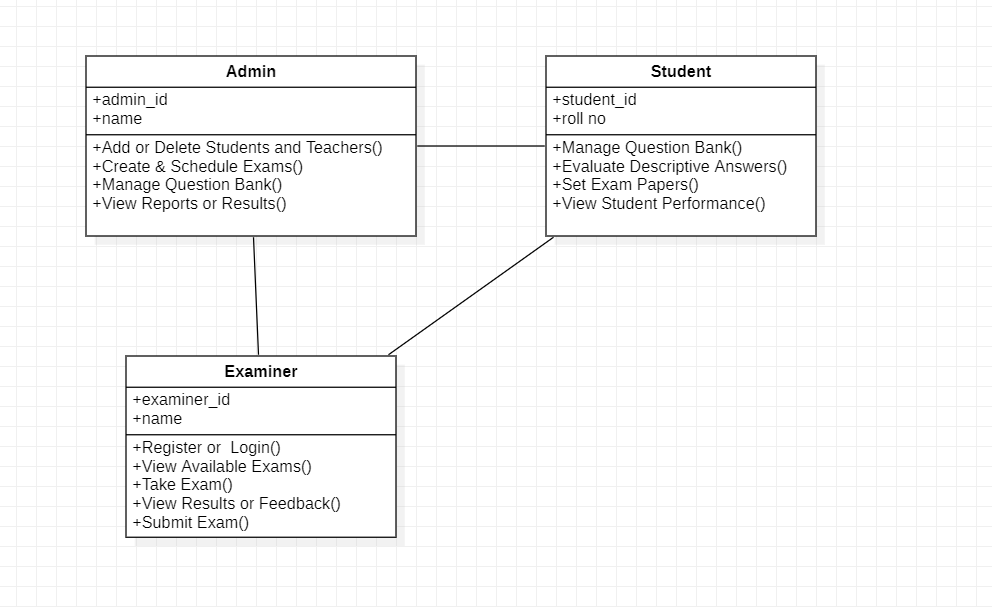 Admin
+admin_id
+name
+Add or Delete Students and Teachers()
+Create & Schedule Exams()
+Manage Question Bank()
+View Reports or Results()
Student
+student_id
+roll no
+Manage Question Bank()
+Evaluate Descriptive Answers()
+Set Exam Papers()
+View Student Performance()
Examiner
+examiner_id
+name
+Register or  Login()
+View Available Exams()
+Take Exam()
+View Results or Feedback()
+Submit Exam()